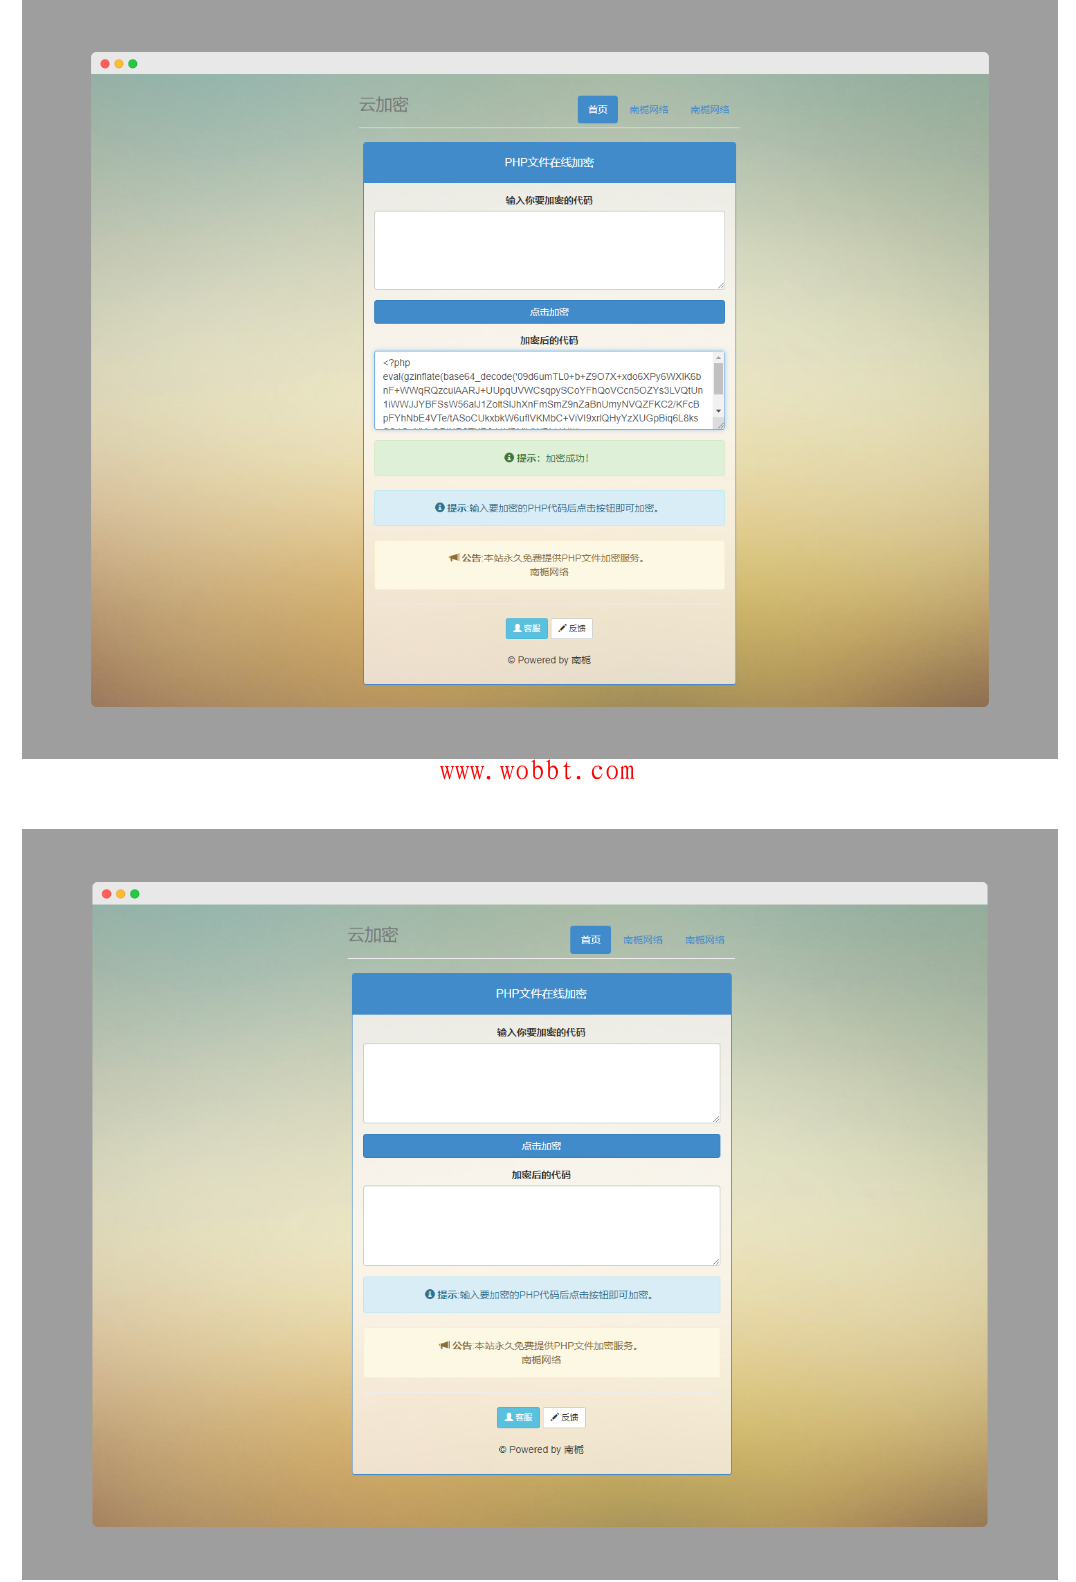 云加密
首页 南栀网络 南栀网络
PHP文件在线加密
输入你要加密的代码
点击加密
加密后的代码
<?php
eval(gzinflate(base64_decode('09d6umTL0+b+Z9O7X+xdo6XPy6WXIK6b
nF+WWqRQzcuIAARJ+UUpqUVWCsqpySCoYFhQoVCcn5OZYs3LVQtUn
1iWWJJYBFSsW56alJ1ZoItSIJhXnFmSmZ9nZaBnUmyNVQZFKC2/KFcB
pFYhNbE4VTe/tASoCUkxbkW6uflVKMbC+ViVI9xrIQHyYzXUGpBiq6L8ks
提示：加密成功！
提示:输入要加密的PHP代码后点击按钮即可加密。
公告:本站永久免费提供PHP文件加密服务。
南栀网络
客服 反馈
© Powered by 南栀
www.wobbt.com
云加密
首页 南栀网络 南栀网络
PHP文件在线加密
输入你要加密的代码
点击加密
加密后的代码
提示:输入要加密的PHP代码后点击按钮即可加密。
公告:本站永久免费提供PHP文件加密服务。
南栀网络
客服 反馈
© Powered by 南栀